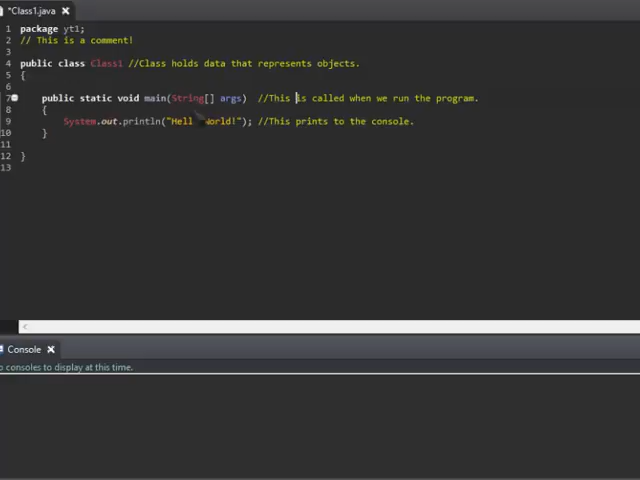 *Class1.java
1 package yt1;
2 // This is a comment!
3
4 public class Class1 //Class holds data that represents objects.
5 {
6
7 public static void main(String[] args) //This is called when we run the program.
8 {
9 System.out.println("Hell World!"); //This prints to the console.
10 }
11
12 }
13
Console
o consoles to display at this time.